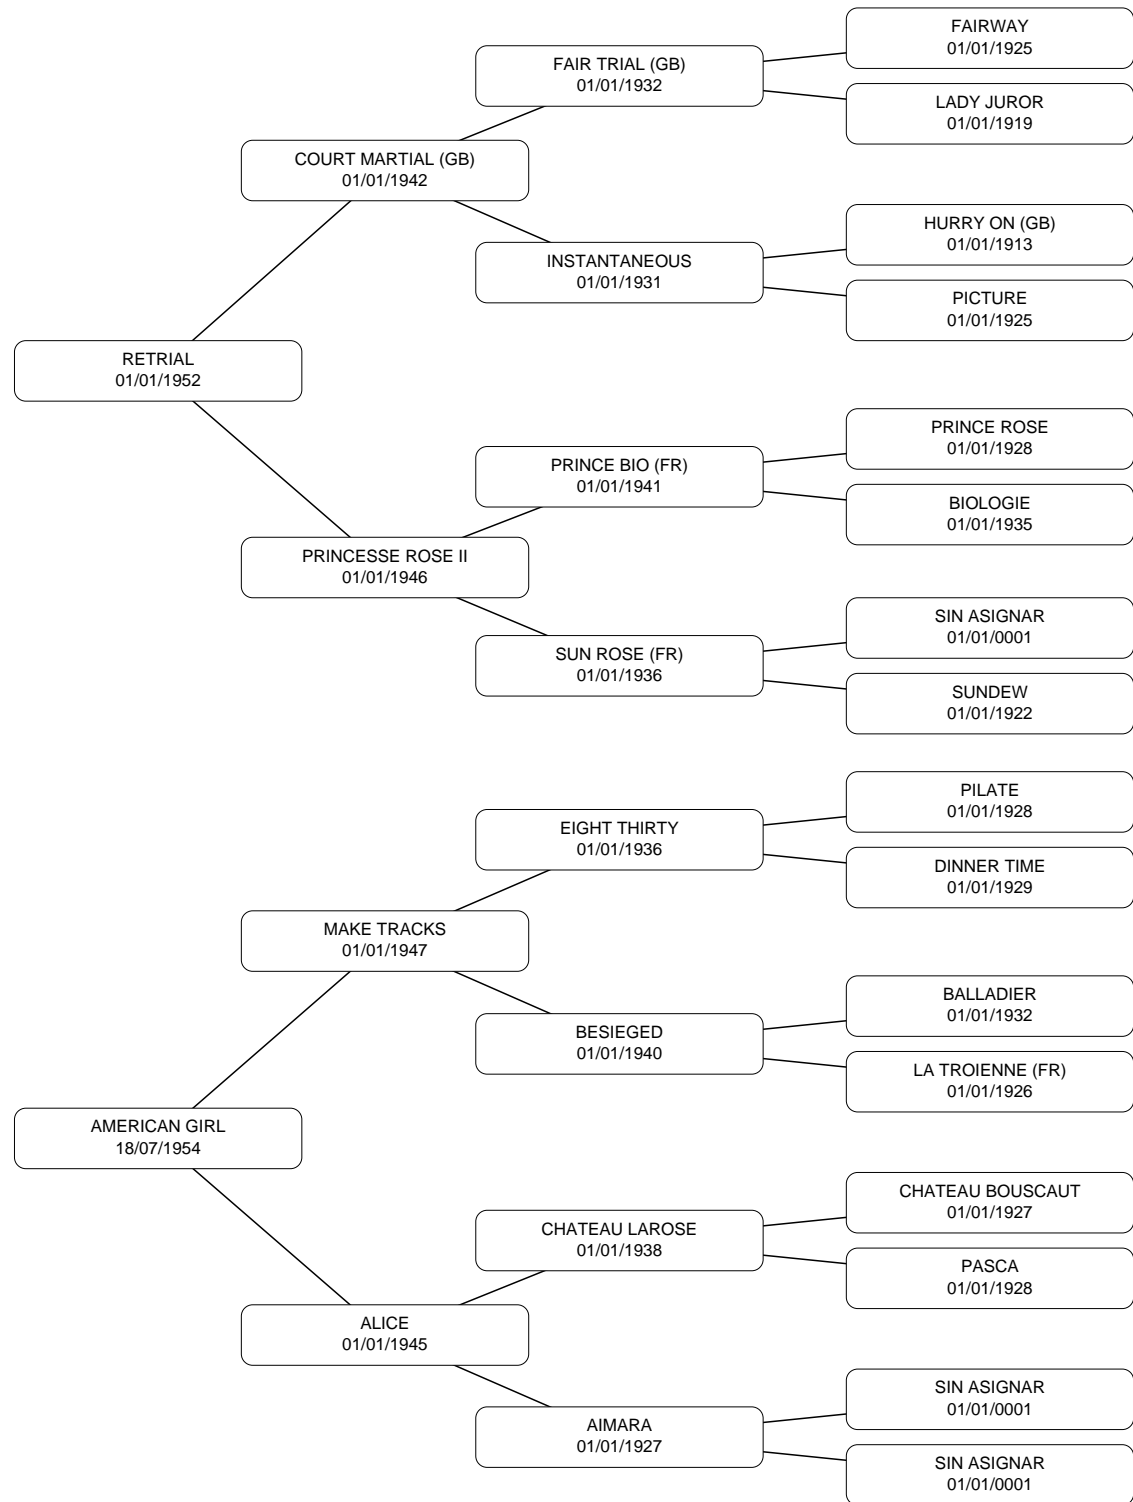 FAIRWAY
01/01/1925
FAIR TRIAL (GB)
01/01/1932
LADY JUROR
01/01/1919
COURT MARTIAL (GB)
01/01/1942
HURRY ON (GB)
01/01/1913
INSTANTANEOUS
01/01/1931
PICTURE
01/01/1925
RETRIAL
01/01/1952
PRINCE ROSE
01/01/1928
PRINCE BIO (FR)
01/01/1941
BIOLOGIE
01/01/1935
PRINCESSE ROSE II
01/01/1946
SIN ASIGNAR
01/01/0001
SUN ROSE (FR)
01/01/1936
SUNDEW
01/01/1922
PILATE
01/01/1928
EIGHT THIRTY
01/01/1936
DINNER TIME
01/01/1929
MAKE TRACKS
01/01/1947
BALLADIER
01/01/1932
BESIEGED
01/01/1940
LA TROIENNE (FR)
01/01/1926
AMERICAN GIRL
18/07/1954
CHATEAU BOUSCAUT
01/01/1927
CHATEAU LAROSE
01/01/1938
PASCA
01/01/1928
ALICE
01/01/1945
SIN ASIGNAR
01/01/0001
AIMARA
01/01/1927
SIN ASIGNAR
01/01/0001